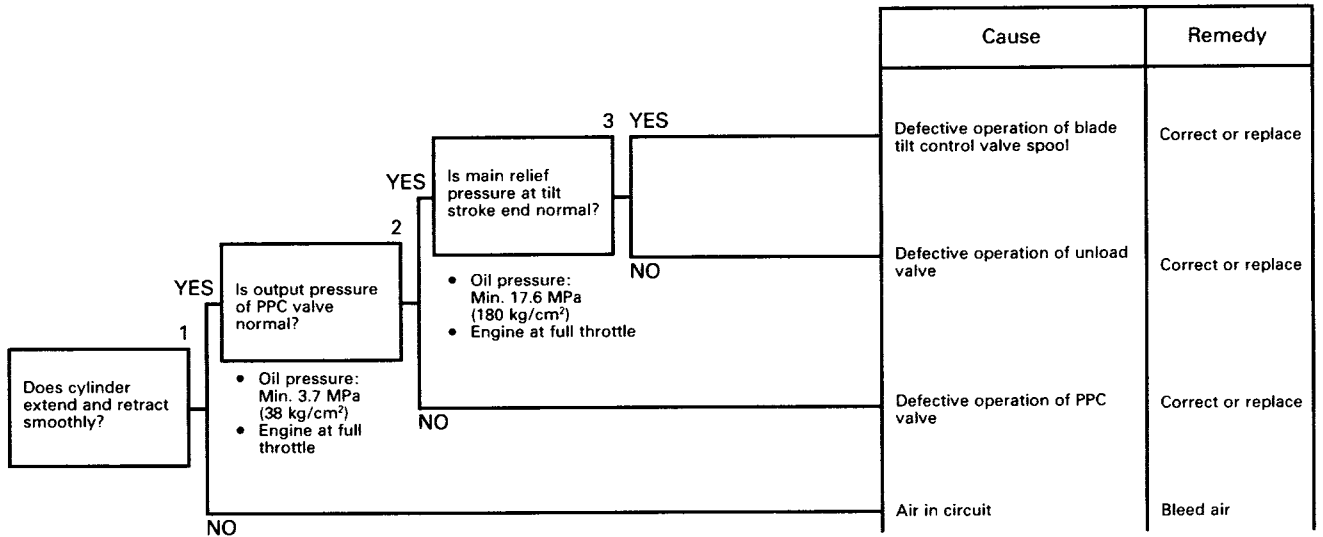 Cause
Remedy
3 YES
Defective operation of blade
tilt control valve spool
Correct or replace
YES
Is main relief
pressure at tilt
stroke end normal?
2
NO
Defective operation of unload
valve
Correct or replace
• Oil pressure:
Min. 17.6 MPa
(180 kg/cm²)
• Engine at full throttle
YES
Is output pressure
of PPC valve
normal?
1
• Oil pressure:
Min. 3.7 MPa
(38 kg/cm²)
• Engine at full
throttle
NO
Defective operation of PPC
valve
Correct or replace
Does cylinder
extend and retract
smoothly?
NO
Air in circuit
Bleed air